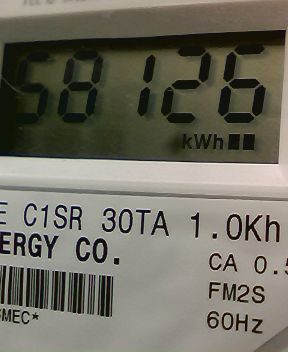 58126
kWh
E C1SR 30TA 1.0Kh
ERGY CO.
CA 0.5
FM2S
MEC*
60Hz